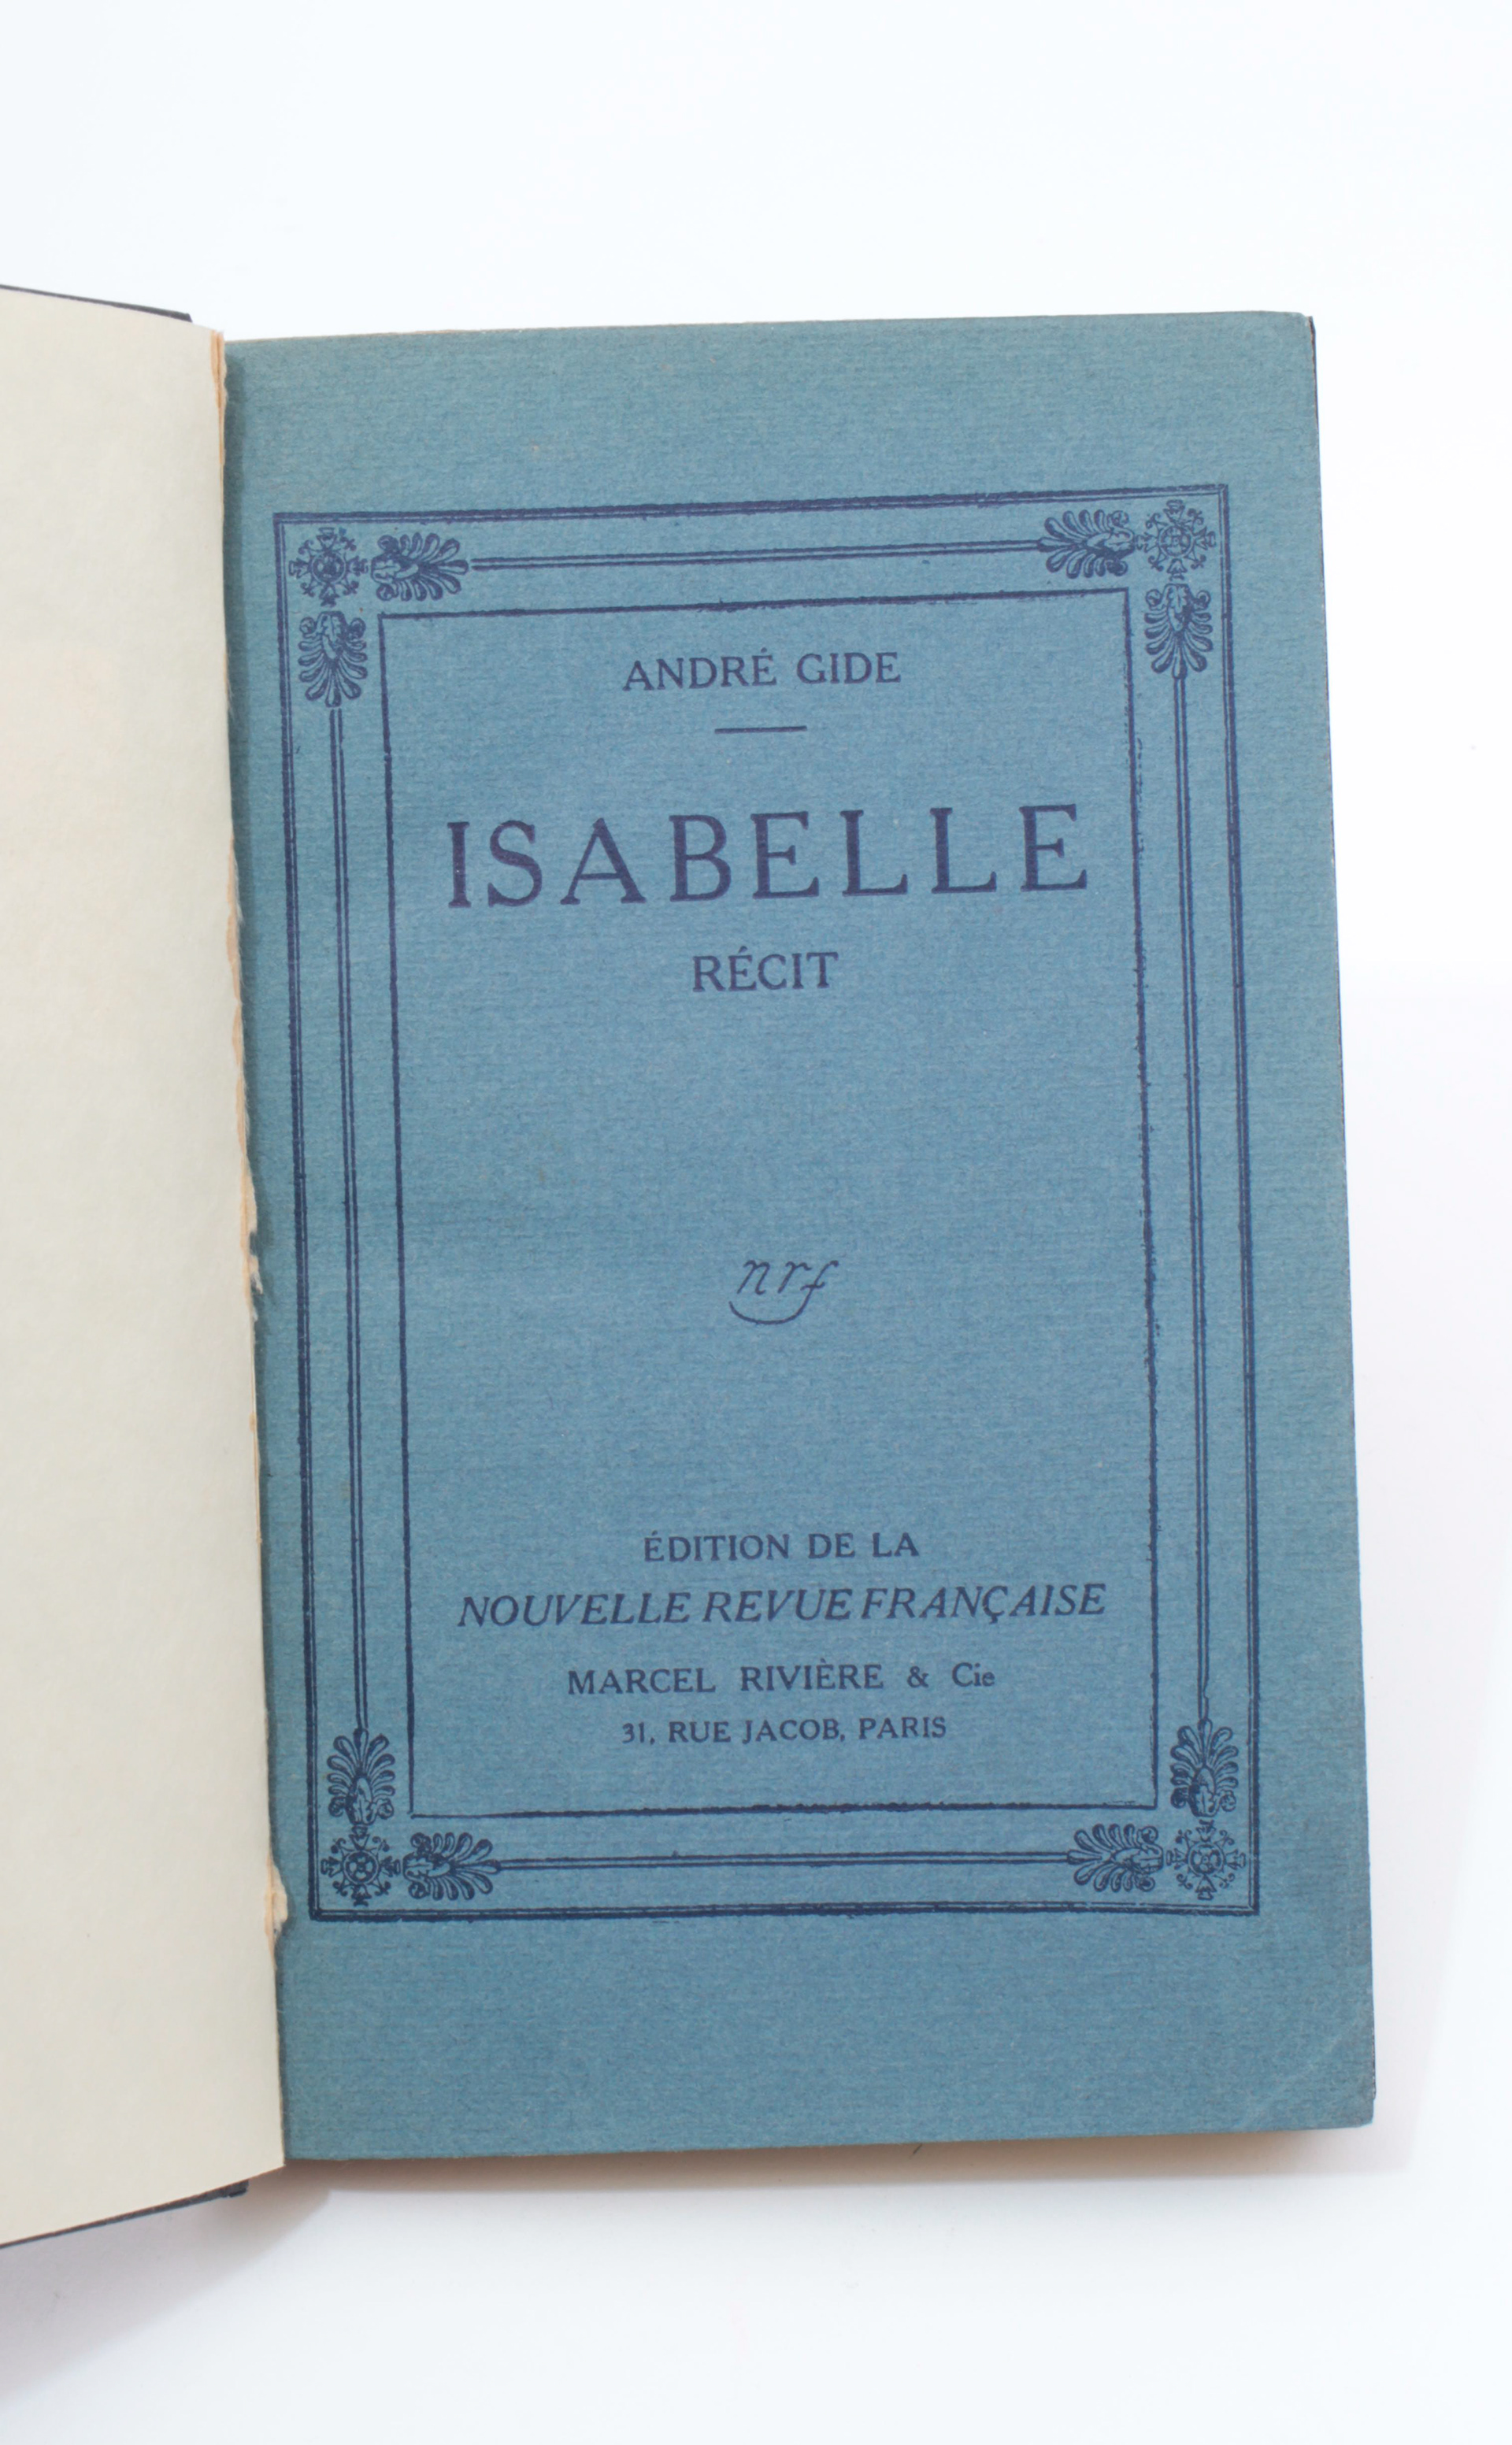 ANDRÉ GIDE
ISABELLE
RÉCIT
nrf
ÉDITION DE LA
NOUVELLE REVUE FRANÇAISE
MARCEL RIVIÈRE & Cie
31, RUE JACOB, PARIS